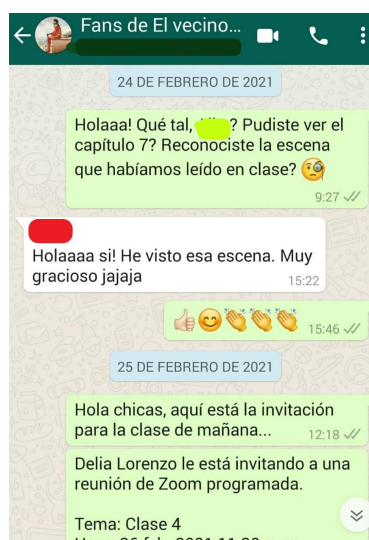 Fans de El vecino...
24 DE FEBRERO DE 2021
Holaaa! Qué tal, ? Pudiste ver el
capítulo 7? Reconociste la escena
que habíamos leído en clase? 🧐
9:27
Holaaaa si! He visto esa escena. Muy
gracioso jajaja
15:22
👍😊👏👏👏 15:46
25 DE FEBRERO DE 2021
Hola chicas, aquí está la invitación
para la clase de mañana...
12:18
Delia Lorenzo le está invitando a una
reunión de Zoom programada.
Tema: Clase 4